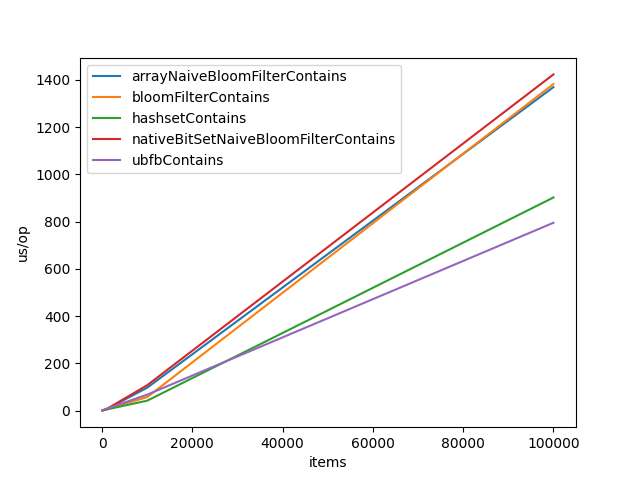 arrayNaiveBloomFilterContains
bloomFilterContains
hashsetContains
nativeBitSetNaiveBloomFilterContains
ubfbContains
1400
1200
1000
800
600
400
200
0
us/op
0 20000 40000 60000 80000 100000
items